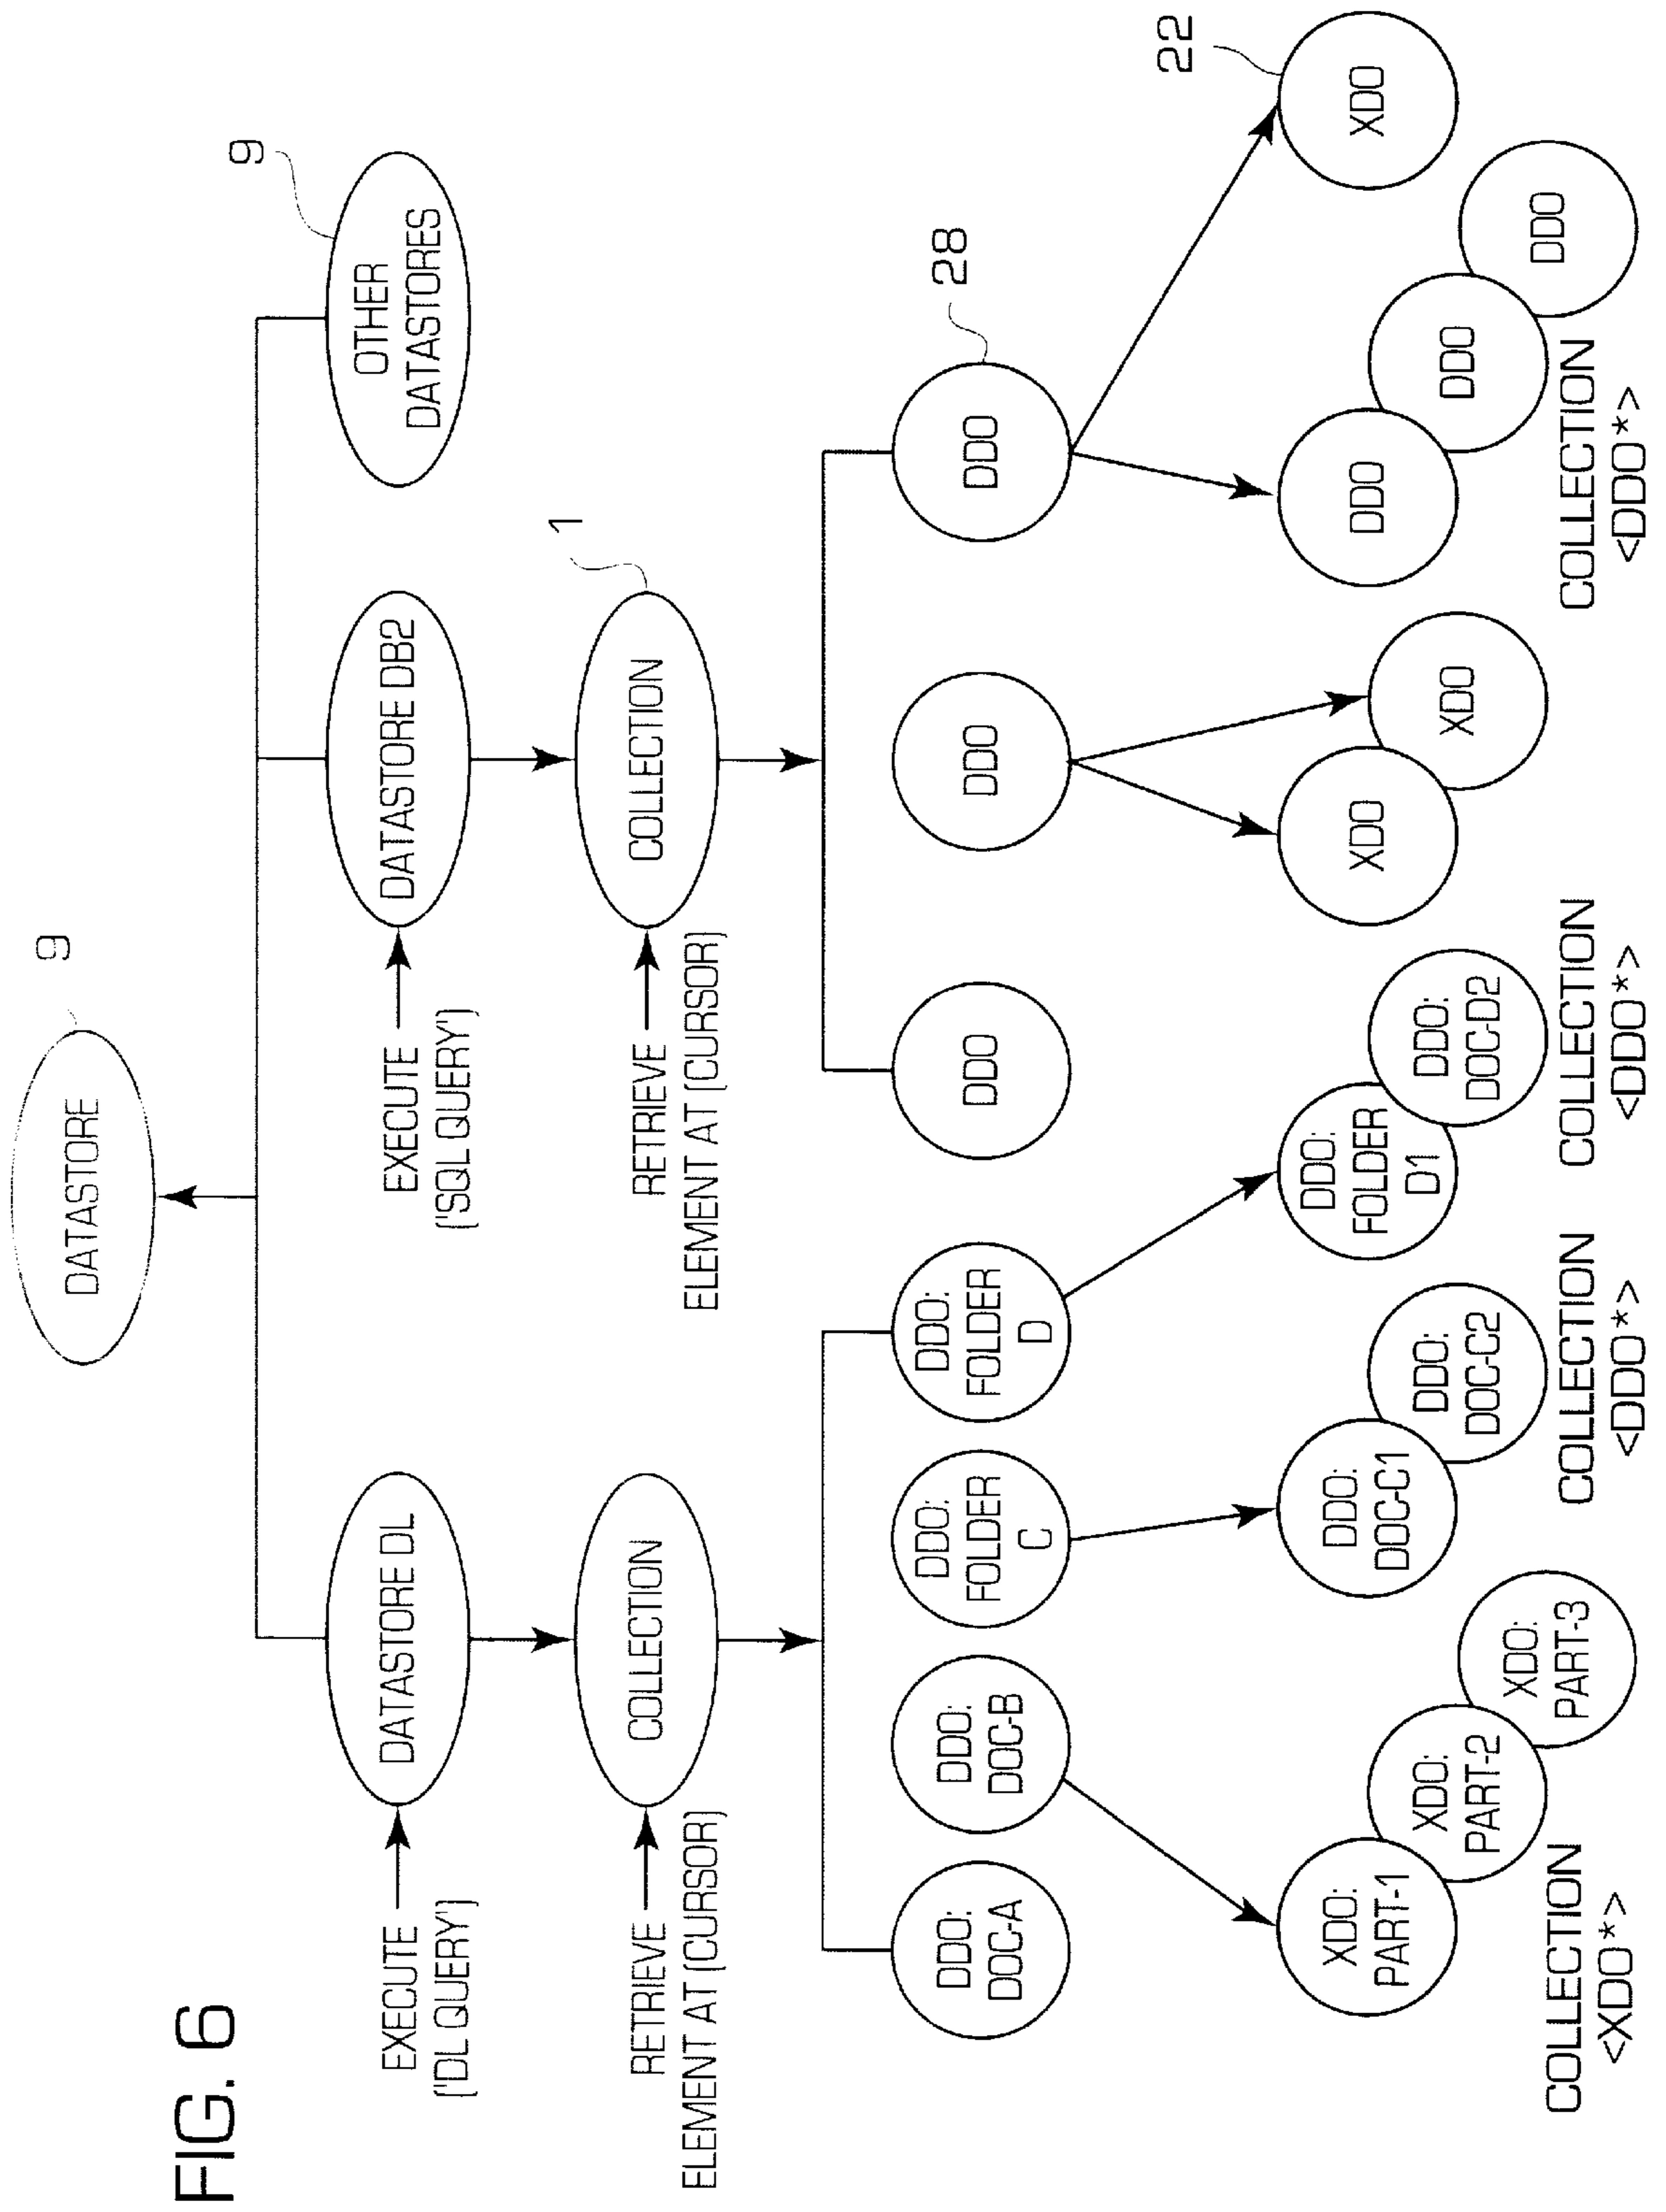 FIG. 6
9
DATASTORE
9
DATASTORE DL
DATASTORE DB2
OTHER
DATASTORES
EXECUTE
('DL QUERY')
EXECUTE
('SQL QUERY')
1
COLLECTION
COLLECTION
RETRIEVE
ELEMENT AT (CURSOR)
RETRIEVE
ELEMENT AT (CURSOR)
28
DDO:
DOC-A
DDO:
DOC-B
DDO:
FOLDER
C
DDO:
FOLDER
D
DDO
DDO
DDO
22
XDO:
PART-1
XDO:
PART-2
XDO:
PART-3
DDO:
DOC-C1
DDO:
DOC-C2
DDO:
FOLDER
D1
DDO:
DOC-D2
XDO
XDO
DDO
DDO
DDO
XDO
COLLECTION
<XDO*>
COLLECTION
<DDO*>
COLLECTION
<DDO*>
COLLECTION
<DDO*>